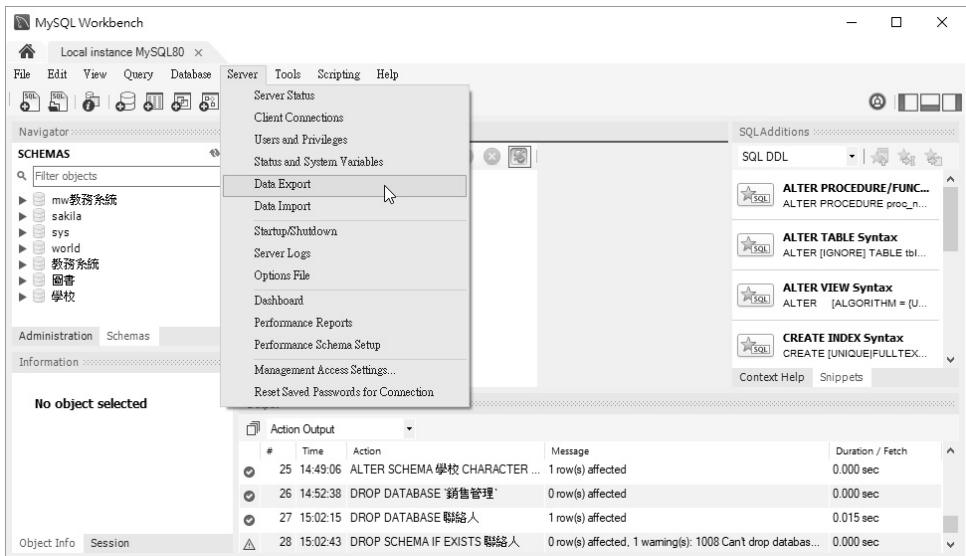 MySQL Workbench
Local instance MySQL80
File Edit View Query Database Server Tools Scripting Help
Navigator
SCHEMAS
Filter objects
mw教務系統
sakila
sys
world
教務系統
圖書
學校
Administration Schemas
Information
No object selected
Object Info Session
Server Status
Client Connections
Users and Privileges
Status and System Variables
Data Export
Data Import
Startup/Shutdown
Server Logs
Options File
Dashboard
Performance Reports
Performance Schema Setup
Management Access Settings...
Reset Saved Passwords for Connection
SQLAdditions
SQL DDL
ALTER PROCEDURE/FUNC...
ALTER PROCEDURE proc_n...
ALTER TABLE Syntax
ALTER [IGNORE] TABLE tbl...
ALTER VIEW Syntax
ALTER [ALGORITHM = {U...
CREATE INDEX Syntax
CREATE [UNIQUE|FULLTEX...
Context Help Snippets
Action Output
# Time Action Message Duration / Fetch
25 14:49:06 ALTER SCHEMA 學校 CHARACTER ... 1 row(s) affected 0.000 sec
26 14:52:38 DROP DATABASE `銷售管理` 0 row(s) affected 0.000 sec
27 15:02:15 DROP DATABASE 聯絡人 1 row(s) affected 0.015 sec
28 15:02:43 DROP SCHEMA IF EXISTS 聯絡人 0 row(s) affected, 1 warning(s): 1008 Can't drop databas... 0.000 sec